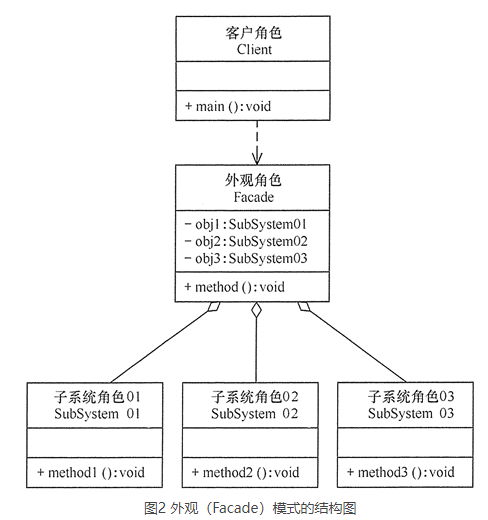 客户角色
Client
+ main():void
外观角色
Facade
- obj1:SubSystem01
- obj2:SubSystem02
- obj3:SubSystem03
+ method():void
子系统角色01
SubSystem 01
+ method1():void
子系统角色02
SubSystem 02
+ method2():void
子系统角色03
SubSystem 03
+ method3():void
图2 外观（Facade）模式的结构图